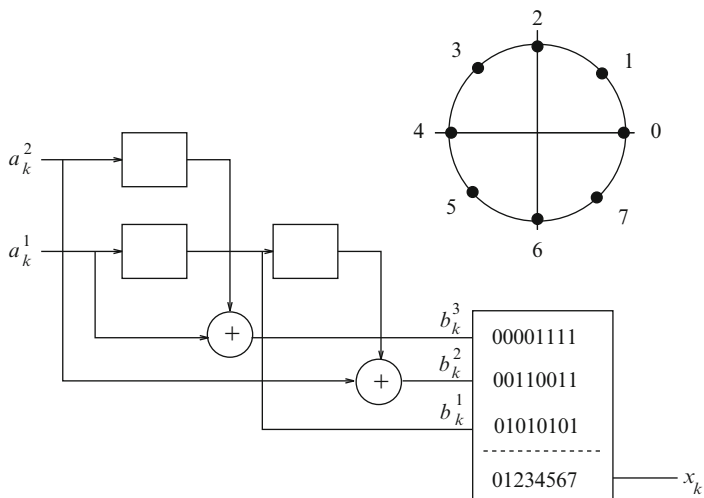 2
3
1
4
0
5
7
6
a_k^2
a_k^1
+
+
b_k^3
00001111
b_k^2
00110011
b_k^1
01010101
01234567
x_k